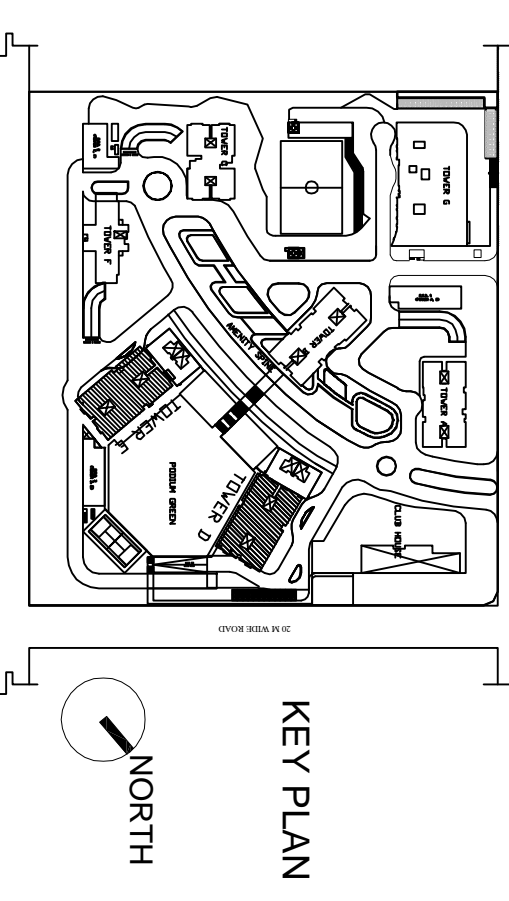 TOWER C
TOWER G
TOWER F
AMENITY SPINE
TOWER
TOWER A
TOWER E
TOWER D
PODIUM GREEN
CLUB HOUSE
20 M WIDE ROAD
NORTH
KEY PLAN